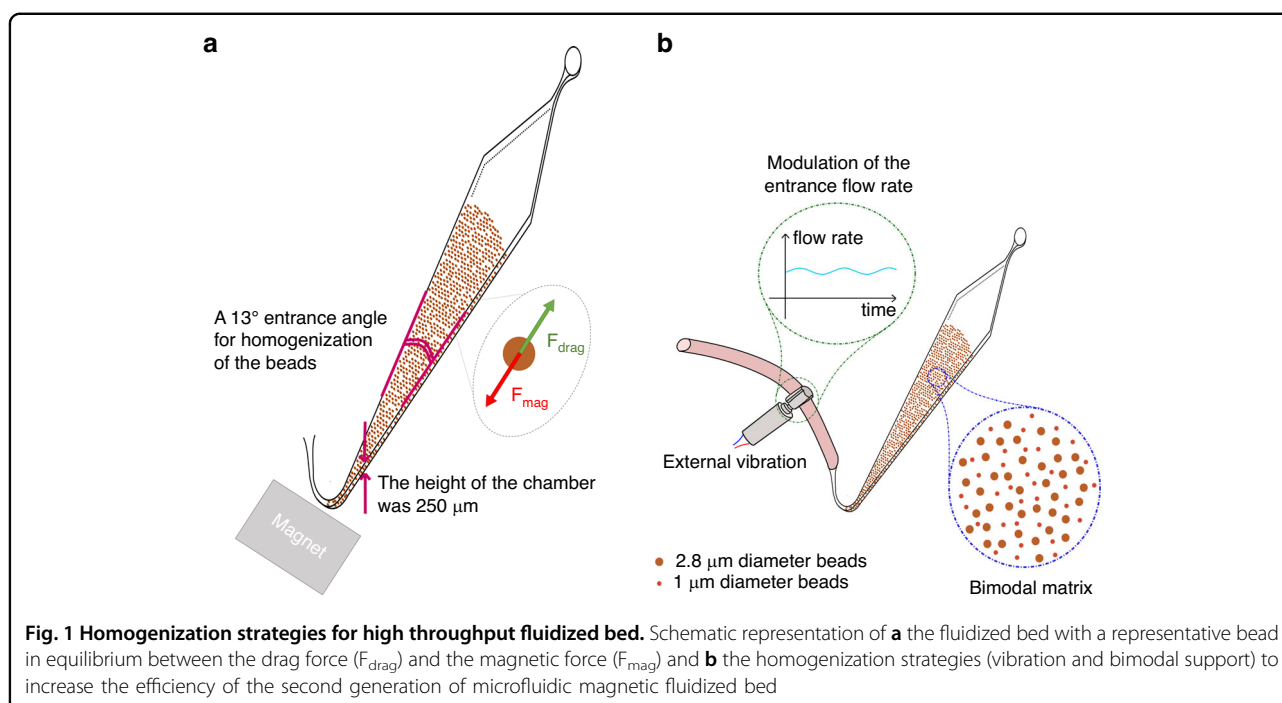 a
A 13° entrance angle
for homogenization
of the beads
F_drag
F_mag
The height of the chamber
was 250 μm
Magnet
b
Modulation of the
entrance flow rate
flow rate
time
External vibration
2.8 μm diameter beads
1 μm diameter beads
Bimodal matrix
Fig. 1 Homogenization strategies for high throughput fluidized bed. Schematic representation of a the fluidized bed with a representative bead
in equilibrium between the drag force (F_drag) and the magnetic force (F_mag) and b the homogenization strategies (vibration and bimodal support) to
increase the efficiency of the second generation of microfluidic magnetic fluidized bed